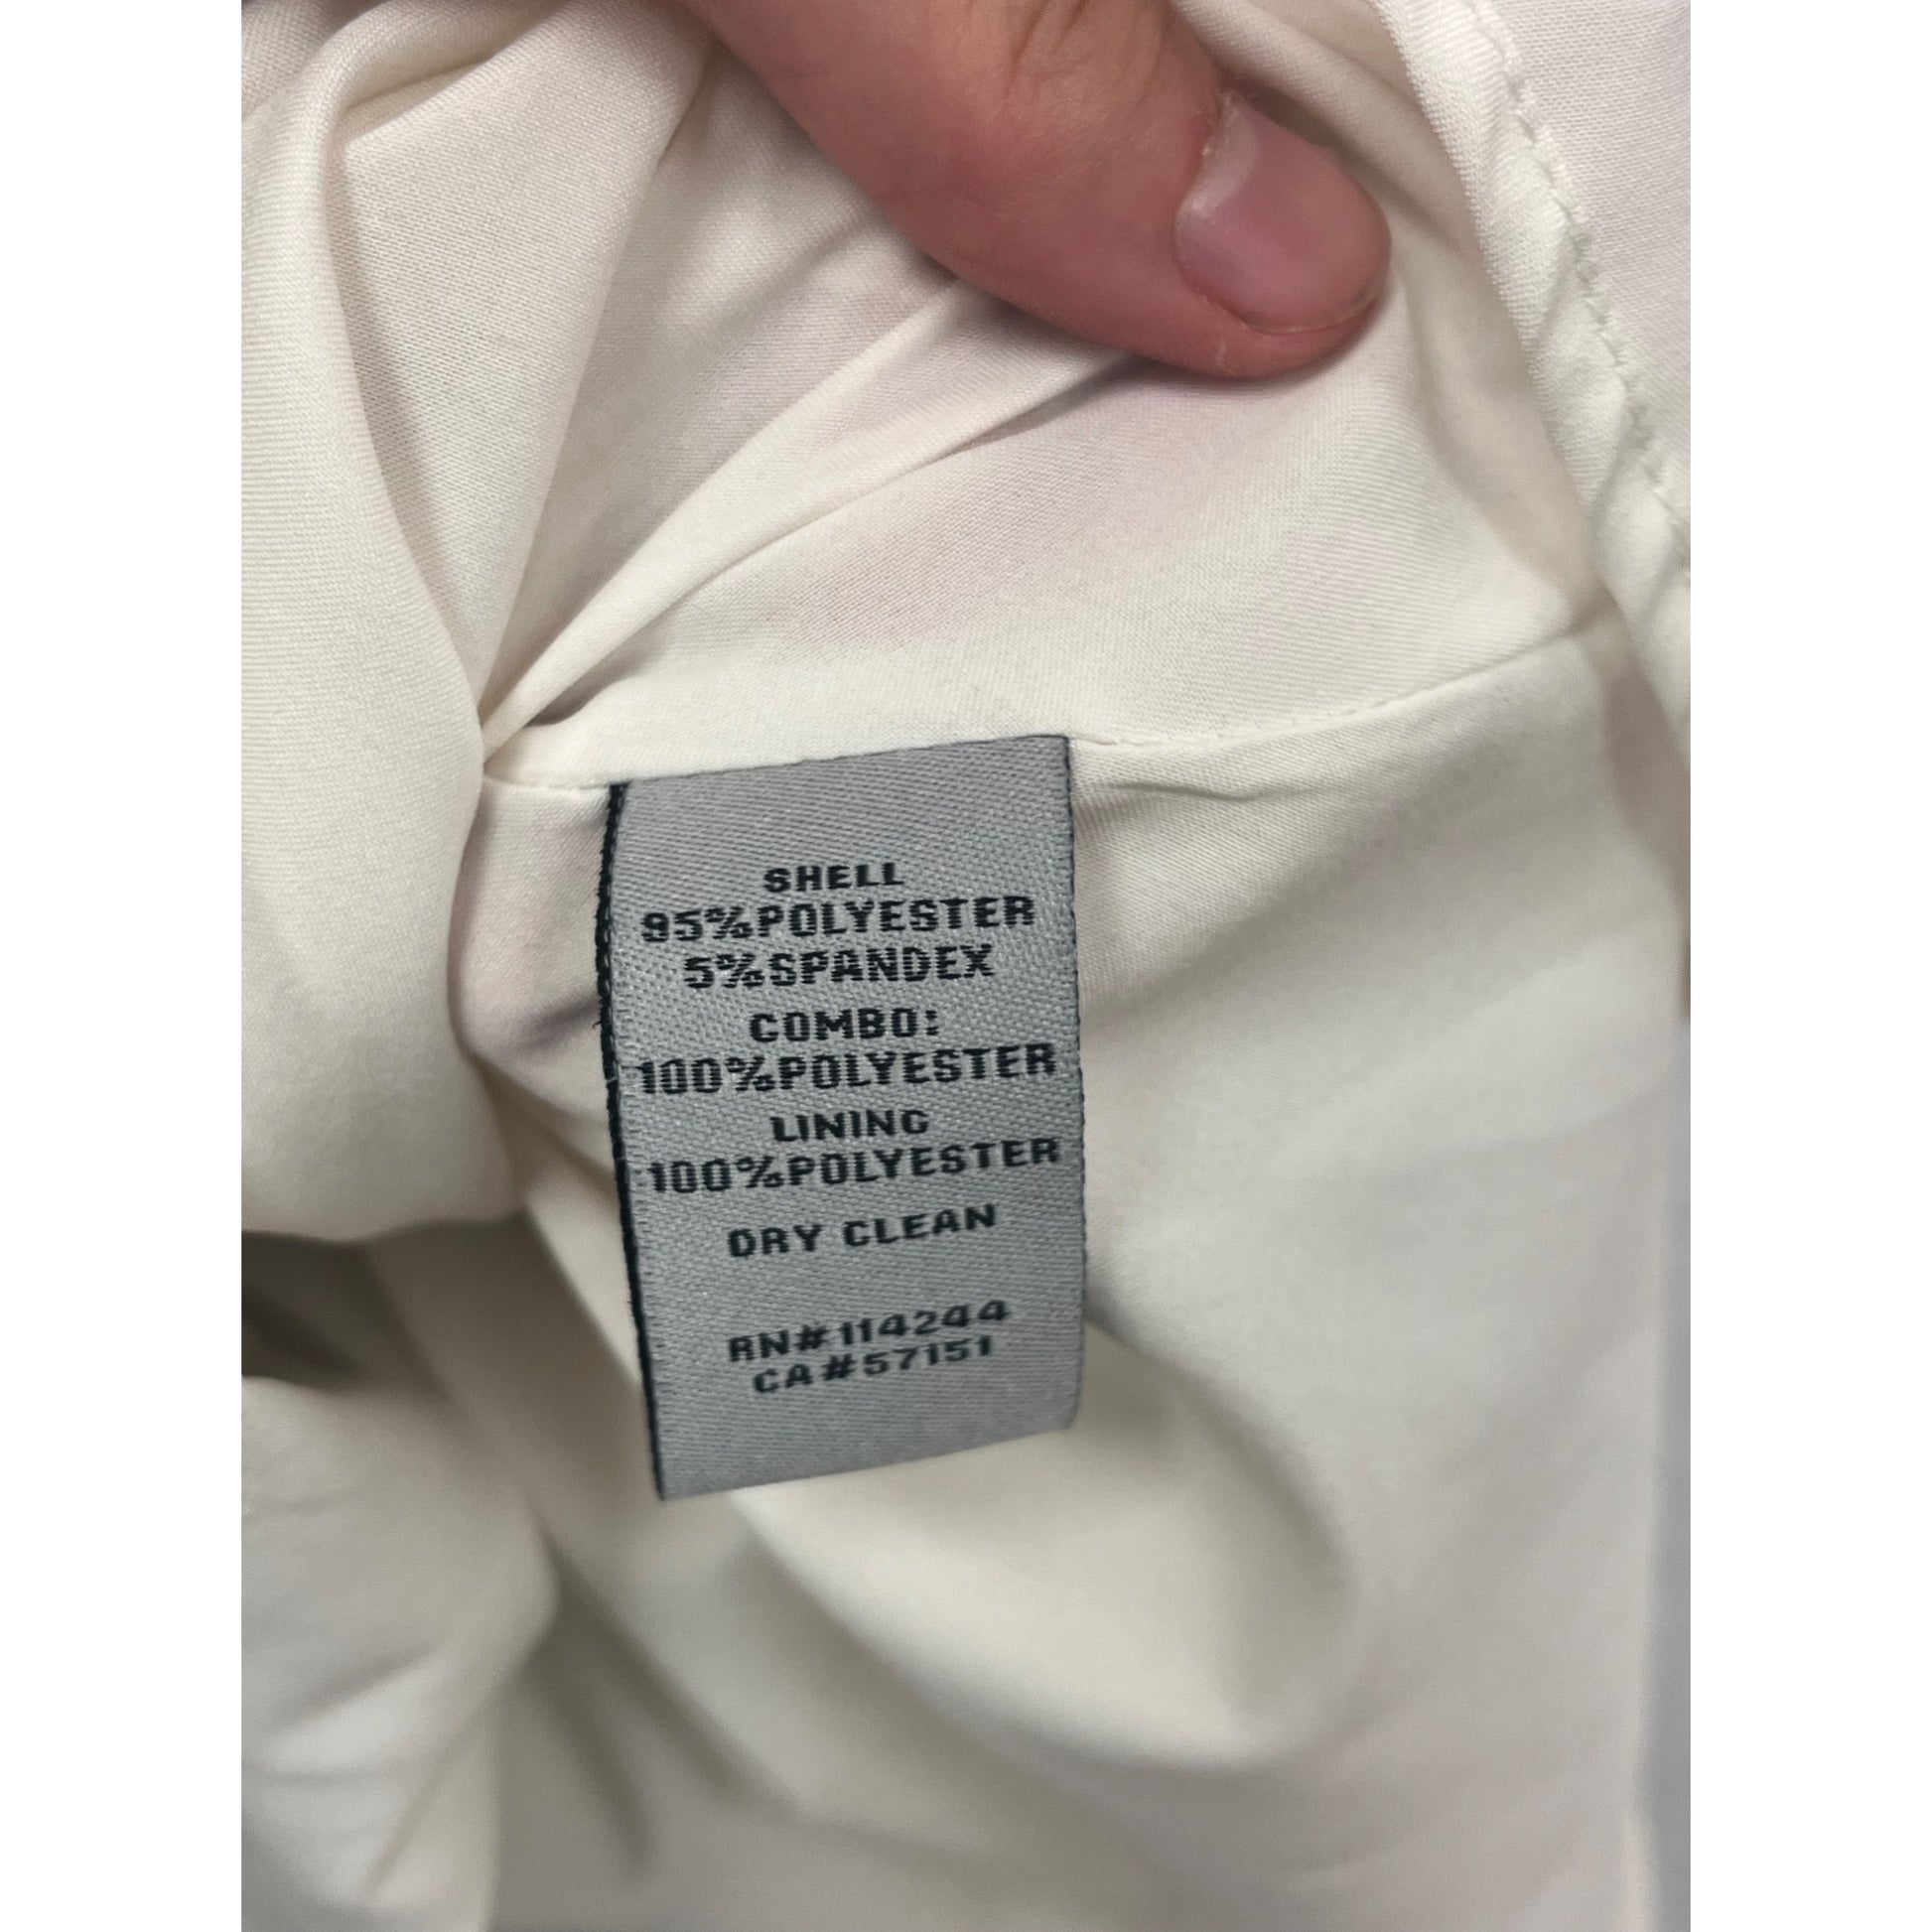 SHELL
95%POLYESTER
5%SPANDEX
COMBO:
100%POLYESTER
LINING
100%POLYESTER
DRY CLEAN
RN#114244
CA#57151